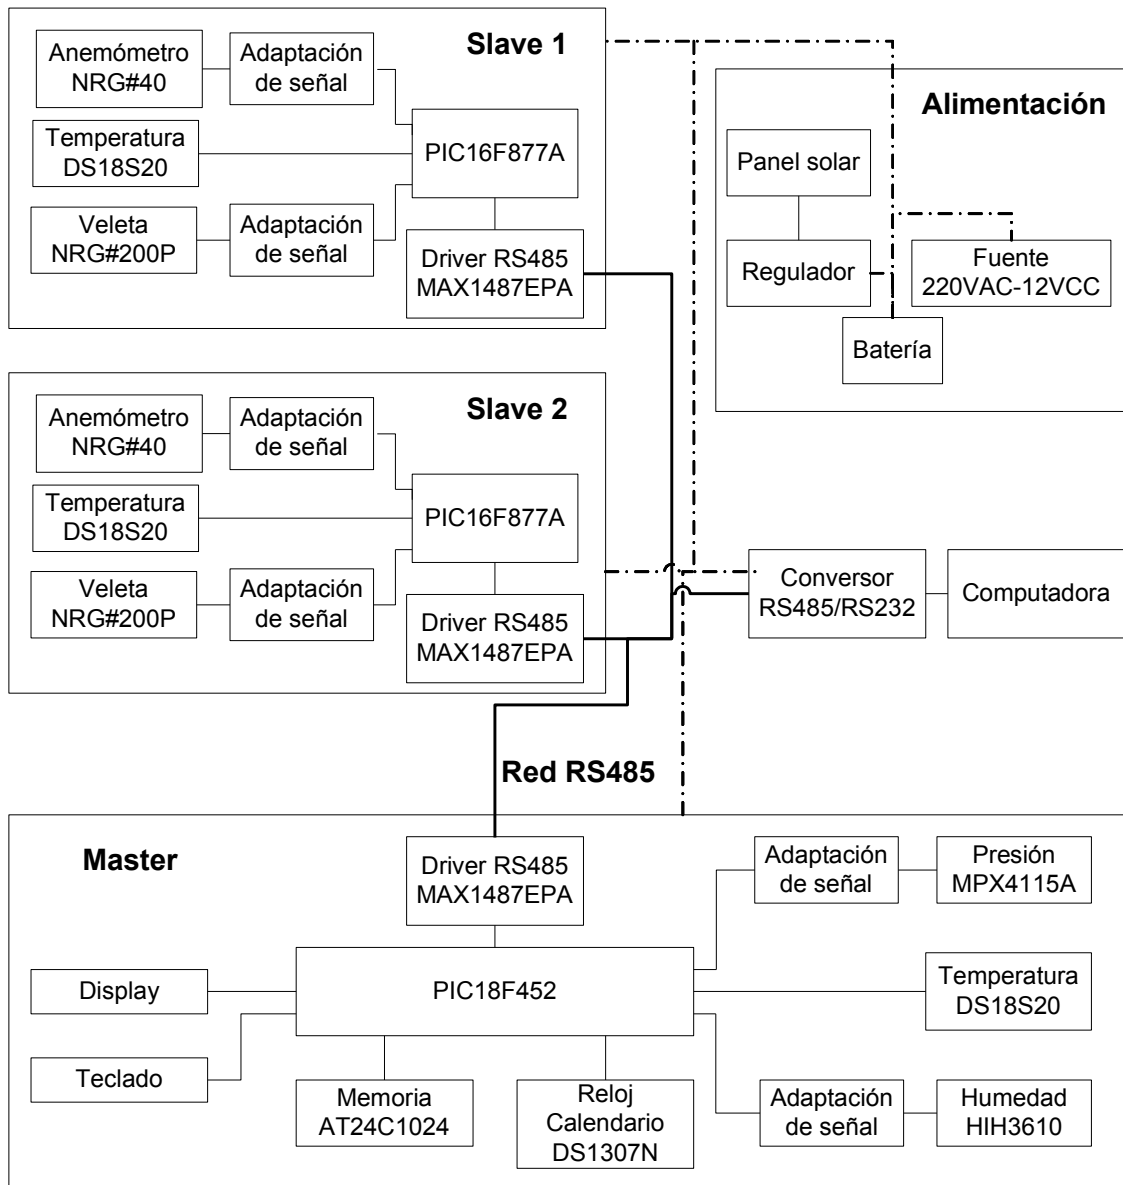 Slave 1
Anemómetro
NRG#40
Adaptación
de señal
Temperatura
DS18S20
PIC16F877A
Veleta
NRG#200P
Adaptación
de señal
Driver RS485
MAX1487EPA
Alimentación
Panel solar
Regulador
Fuente
220VAC-12VCC
Batería
Slave 2
Anemómetro
NRG#40
Adaptación
de señal
Temperatura
DS18S20
PIC16F877A
Veleta
NRG#200P
Adaptación
de señal
Driver RS485
MAX1487EPA
Conversor
RS485/RS232
Computadora
Red RS485
Master
Driver RS485
MAX1487EPA
Adaptación
de señal
Presión
MPX4115A
Display
PIC18F452
Temperatura
DS18S20
Teclado
Memoria
AT24C1024
Reloj
Calendario
DS1307N
Adaptación
de señal
Humedad
HIH3610